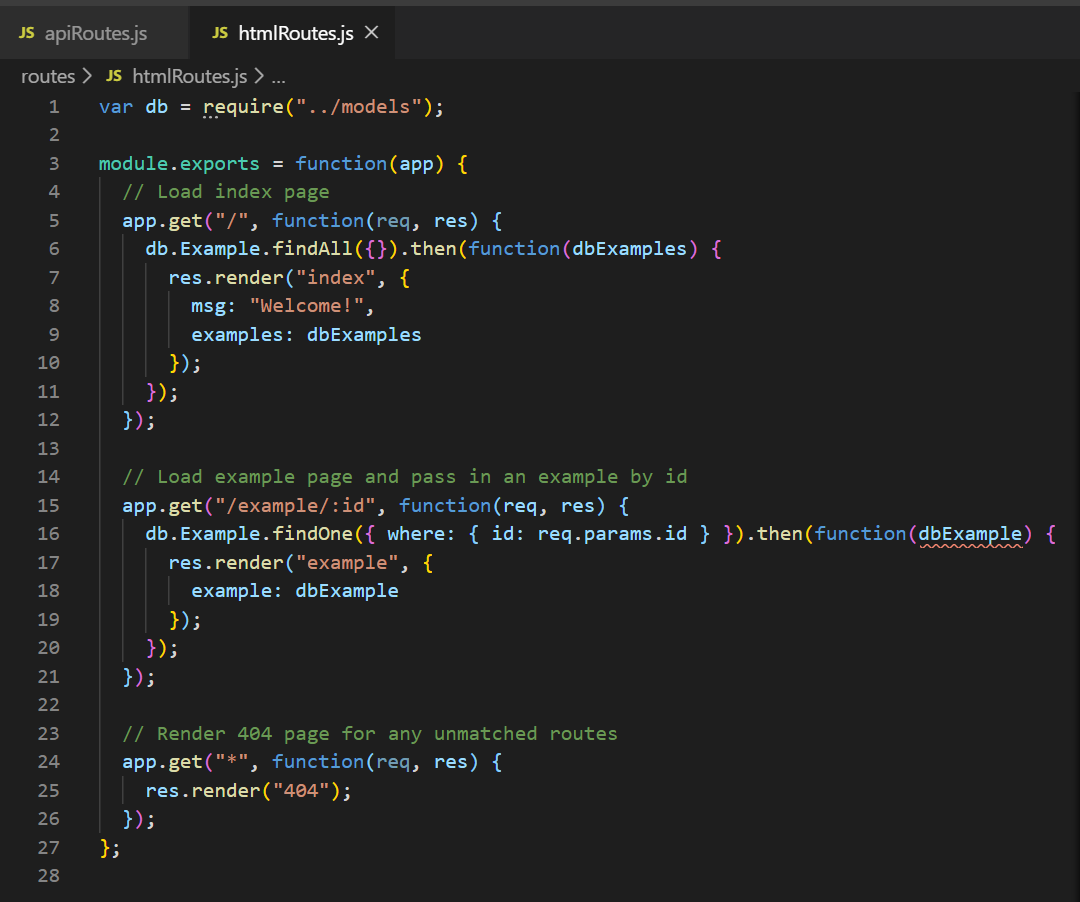 JS apiRoutes.js JS htmlRoutes.js ×
routes > JS htmlRoutes.js > ...
1 var db = require("../models");
2
3 module.exports = function(app) {
4   // Load index page
5   app.get("/", function(req, res) {
6     db.Example.findAll({}).then(function(dbExamples) {
7       res.render("index", {
8         msg: "Welcome!",
9         examples: dbExamples
10       });
11     });
12   });
13
14   // Load example page and pass in an example by id
15   app.get("/example/:id", function(req, res) {
16     db.Example.findOne({ where: { id: req.params.id } }).then(function(dbExample) {
17       res.render("example", {
18         example: dbExample
19       });
20     });
21   });
22
23   // Render 404 page for any unmatched routes
24   app.get("*", function(req, res) {
25     res.render("404");
26   });
27 };
28